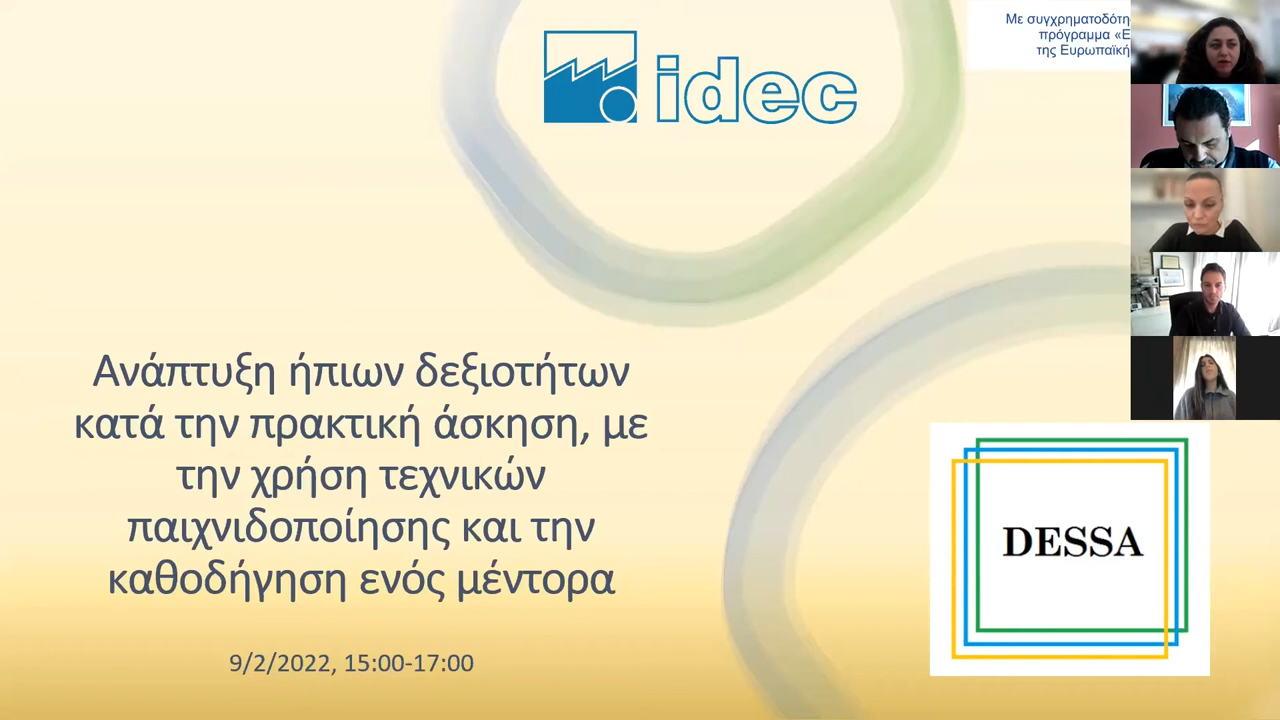 Με συγχρηματοδότη
πρόγραμμα «Ε
της Ευρωπαϊκή
idec
Ανάπτυξη ήπιων δεξιοτήτων
κατά την πρακτική άσκηση, με
την χρήση τεχνικών
παιχνιδοποίησης και την
καθοδήγηση ενός μέντορα
DESSA
9/2/2022, 15:00-17:00